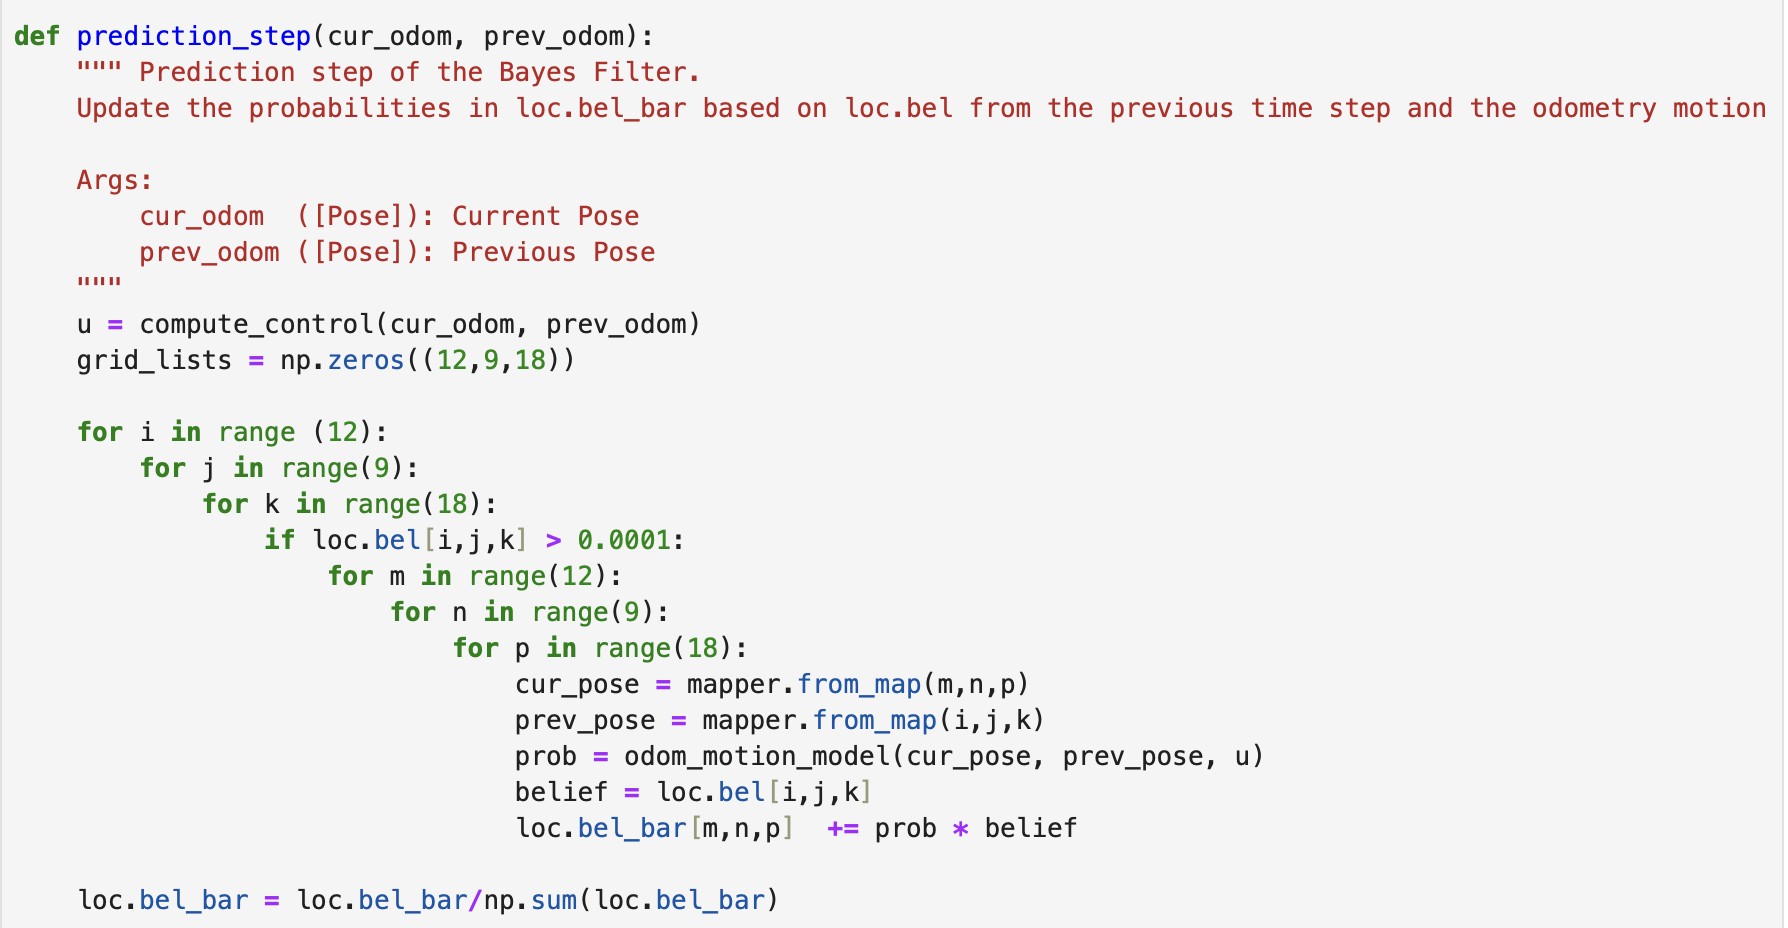 def prediction_step(cur_odom, prev_odom):
    """ Prediction step of the Bayes Filter.
    Update the probabilities in loc.bel_bar based on loc.bel from the previous time step and the odometry motion
    Args:
        cur_odom  ([Pose]): Current Pose
        prev_odom ([Pose]): Previous Pose
    """
    u = compute_control(cur_odom, prev_odom)
    grid_lists = np.zeros((12,9,18))
    for i in range (12):
        for j in range(9):
            for k in range(18):
                if loc.bel[i,j,k] > 0.0001:
                    for m in range(12):
                        for n in range(9):
                            for p in range(18):
                                cur_pose = mapper.from_map(m,n,p)
                                prev_pose = mapper.from_map(i,j,k)
                                prob = odom_motion_model(cur_pose, prev_pose, u)
                                belief = loc.bel[i,j,k]
                                loc.bel_bar[m,n,p]  += prob * belief
    loc.bel_bar = loc.bel_bar/np.sum(loc.bel_bar)